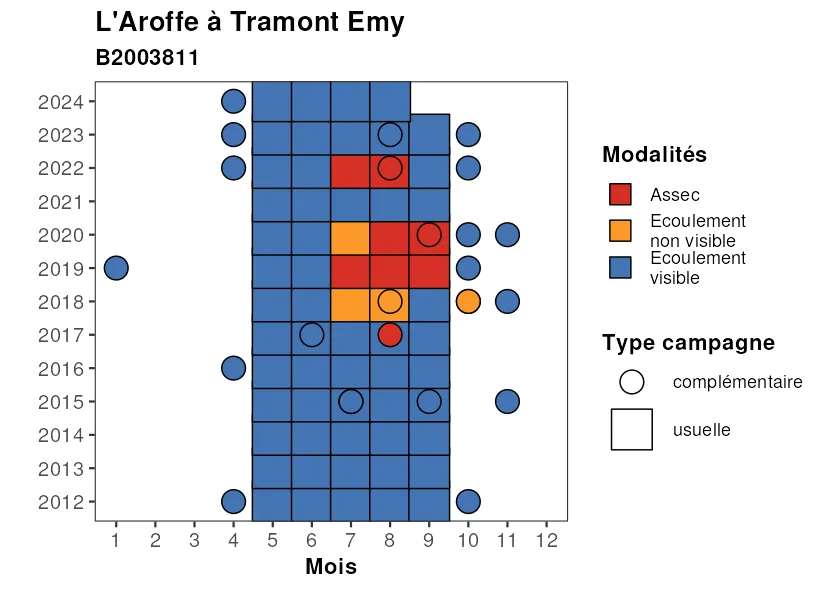 L'Aroffe à Tramont Emy
B2003811
2024
2023
2022
2021
2020
2019
2018
2017
2016
2015
2014
2013
2012
1 2 3 4 5 6 7 8 9 10 11 12
Mois
Modalités
Assec
Ecoulement
non visible
Ecoulement
visible
Type campagne
complémentaire
usuelle